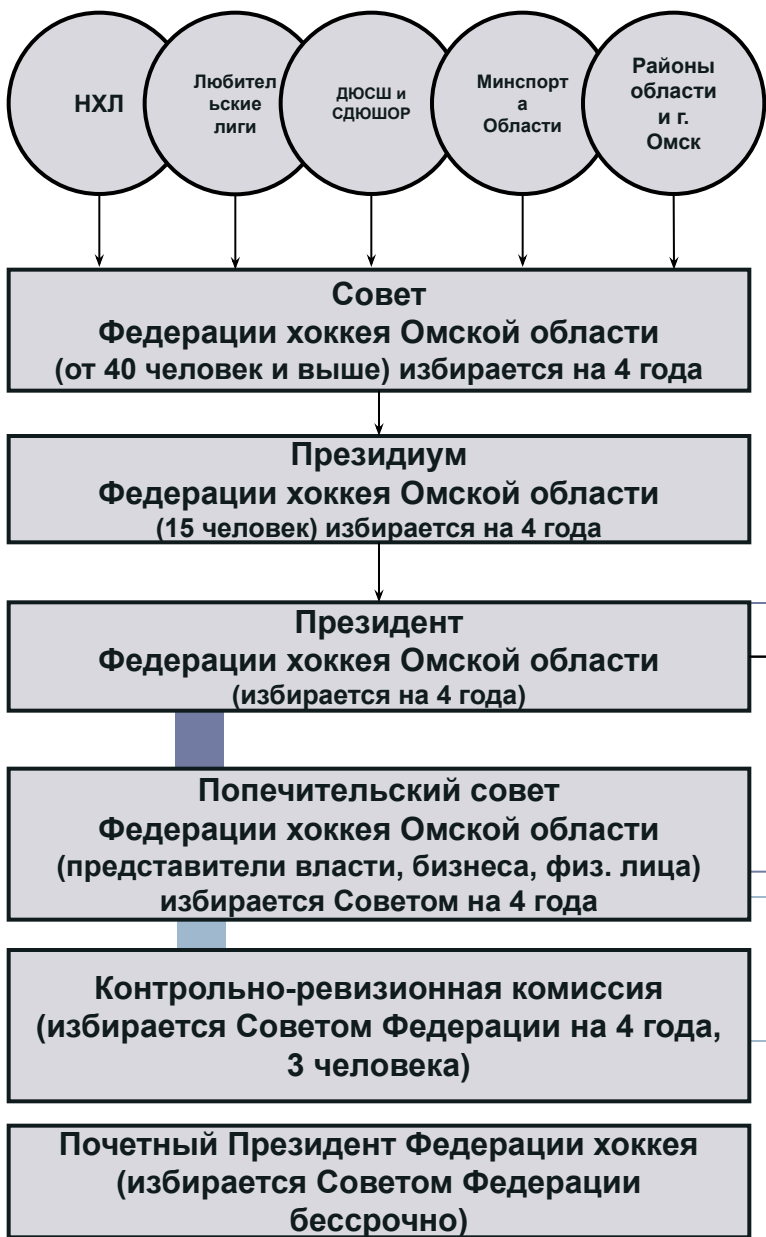 НХЛ
Любител
ьские
лиги
ДЮСШ и
СДЮШОР
Минспорт
а
Области
Районы
области
и г.
Омск
Совет
Федерации хоккея Омской области
(от 40 человек и выше) избирается на 4 года
Президиум
Федерации хоккея Омской области
(15 человек) избирается на 4 года
Президент
Федерации хоккея Омской области
(избирается на 4 года)
Попечительский совет
Федерации хоккея Омской области
(представители власти, бизнеса, физ. лица)
избирается Советом на 4 года
Контрольно-ревизионная комиссия
(избирается Советом Федерации на 4 года,
3 человека)
Почетный Президент Федерации хоккея
(избирается Советом Федерации
бессрочно)